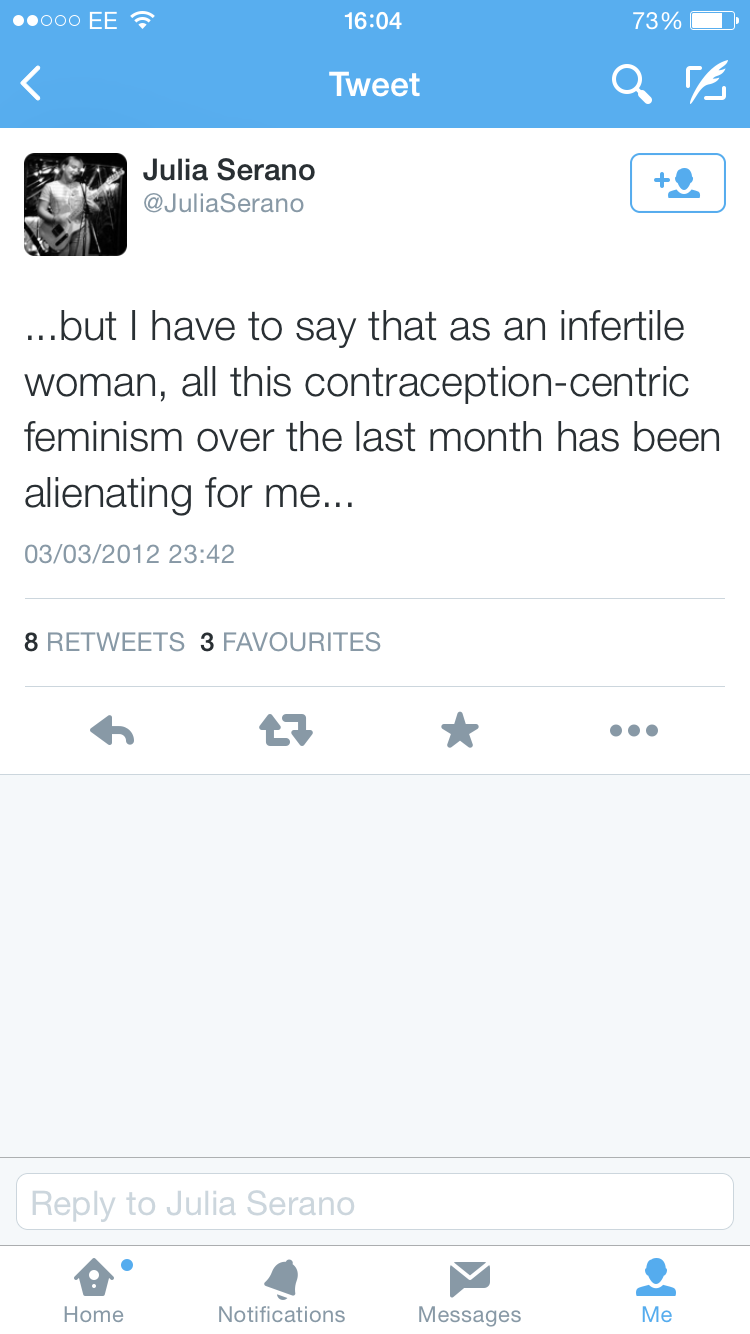 EE 16:04 73%
Tweet
Julia Serano
@JuliaSerano
...but I have to say that as an infertile
woman, all this contraception-centric
feminism over the last month has been
alienating for me...
03/03/2012 23:42
8 RETWEETS 3 FAVOURITES
Reply to Julia Serano
Home Notifications Messages Me